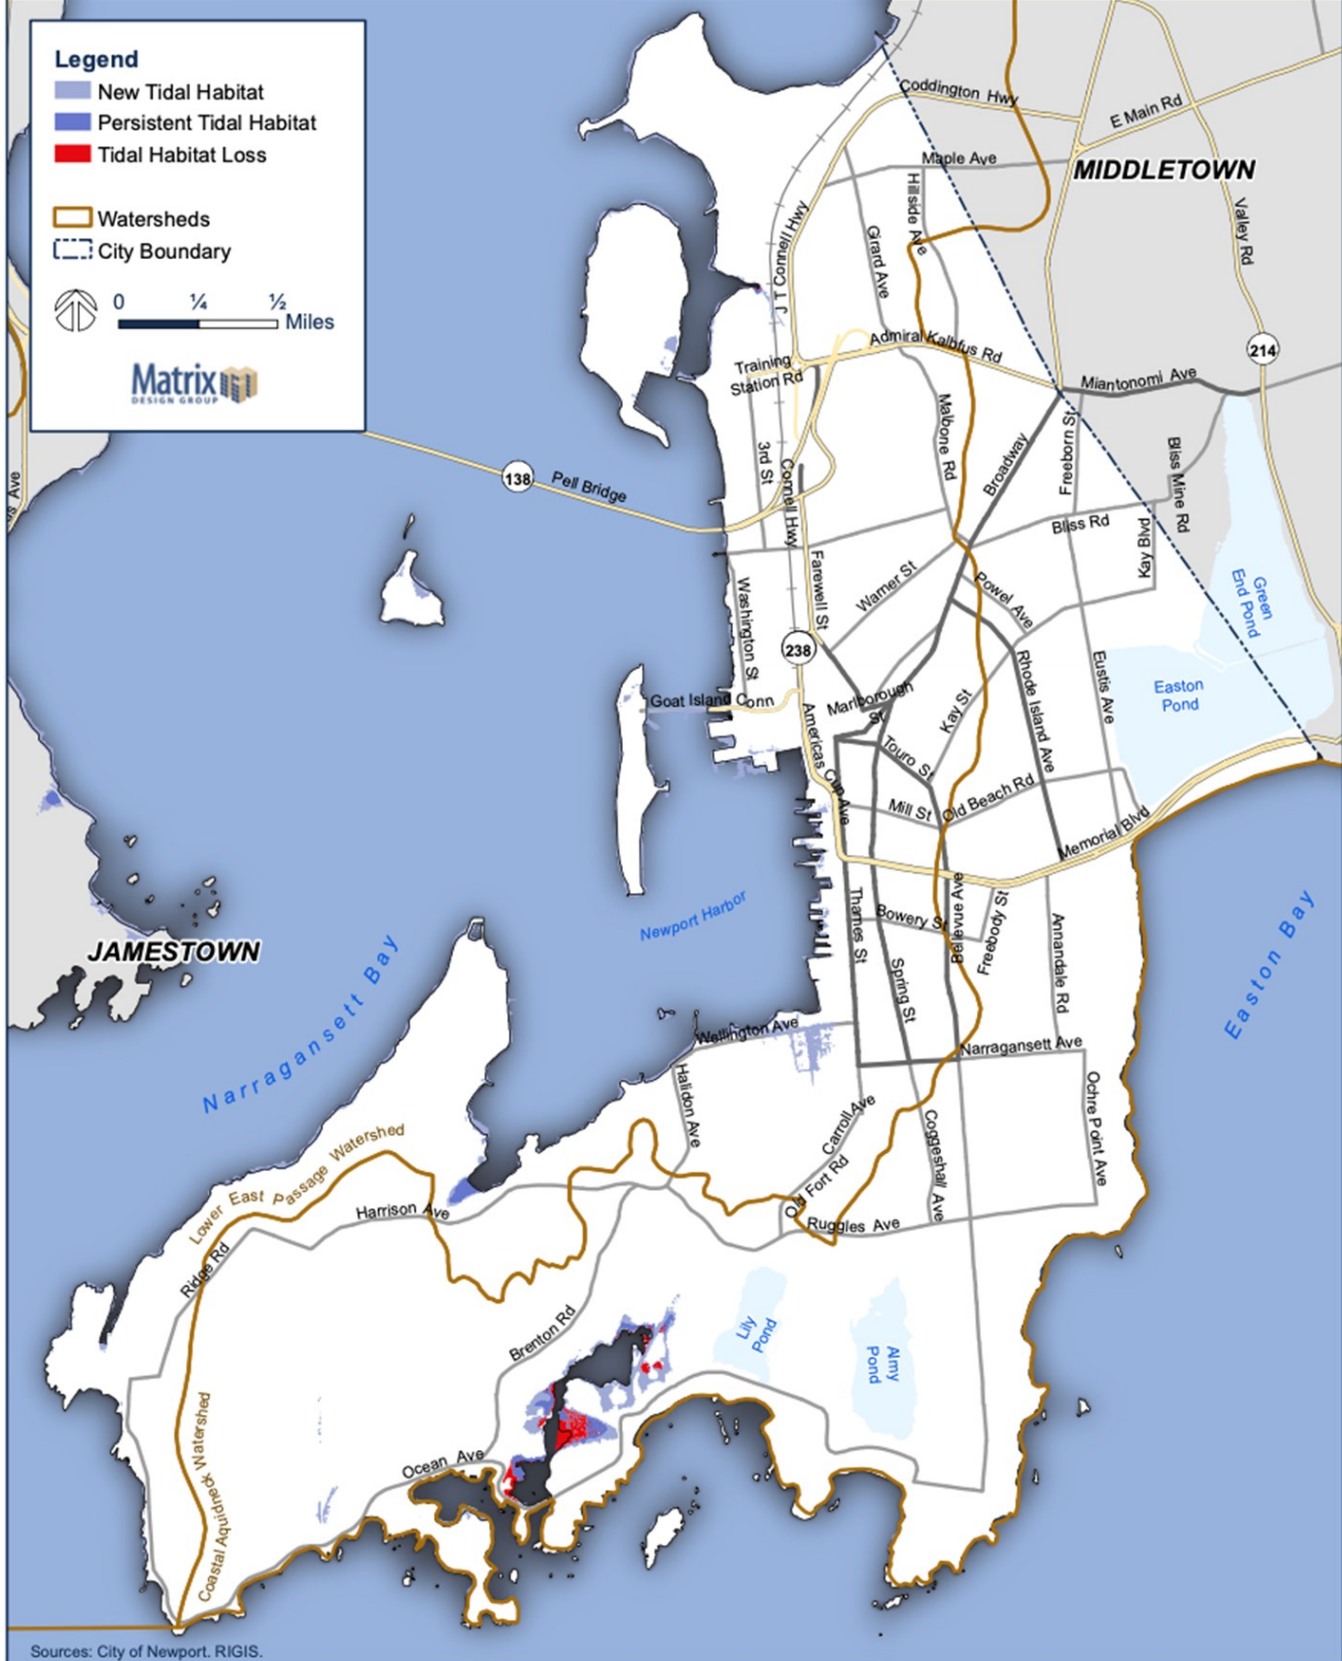 Legend
New Tidal Habitat
Persistent Tidal Habitat
Tidal Habitat Loss
Watersheds
City Boundary
0 ¼ ½
Miles
Matrix
DESIGN GROUP
Coddington Hwy
E Main Rd
Maple Ave
MIDDLETOWN
Hillside Ave
Valley Rd
J T Connell Hwy
Girard Ave
Admiral Kalbfus Rd
214
Training
Station Rd
Miantonomi Ave
Malbone Rd
Broadway
Freeborn St
Bliss Mine Rd
3rd St
Connell Hwy
138
Pell Bridge
Bliss Rd
Kay Blvd
Farewell St
Warner St
Powel Ave
Washington St
Green
End Pond
238
Rhode Island Ave
Eustis Ave
Easton
Pond
Goat Island Conn
Marlborough
St
Kay St
Americas Cup Ave
Touro St
Mill St
Old Beach Rd
Memorial Blvd
Newport Harbor
Thames St
Bowery St
Bellevue Ave
Freebody St
Annandale Rd
JAMESTOWN
Narragansett Bay
Easton Bay
Spring St
Wellington Ave
Narragansett Ave
Halidon Ave
Carroll Ave
Ochre Point Ave
Coggeshall Ave
Lower East Passage Watershed
Old Fort Rd
Harrison Ave
Ruggles Ave
Ridge Rd
Brenton Rd
Lily
Pond
Almy
Pond
Coastal Aquidneck Watershed
Ocean Ave
Sources: City of Newport. RIGIS.